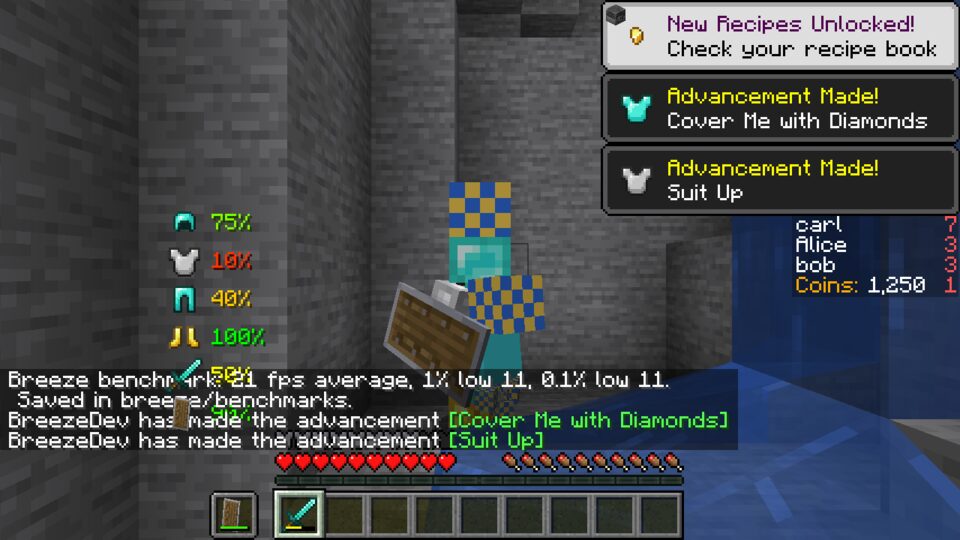 New Recipes Unlocked!
Check your recipe book
Advancement Made!
Cover Me with Diamonds
Advancement Made!
Suit Up
carl 7
Alice 3
bob 3
Coins: 1,250 1
75%
10%
40%
100%
50%
Breeze benchmark: 21 fps average, 1% low 11, 0.1% low 11.
Saved in breeze/benchmarks.
BreezeDev has made the advancement [Cover Me with Diamonds]
BreezeDev has made the advancement [Suit Up]